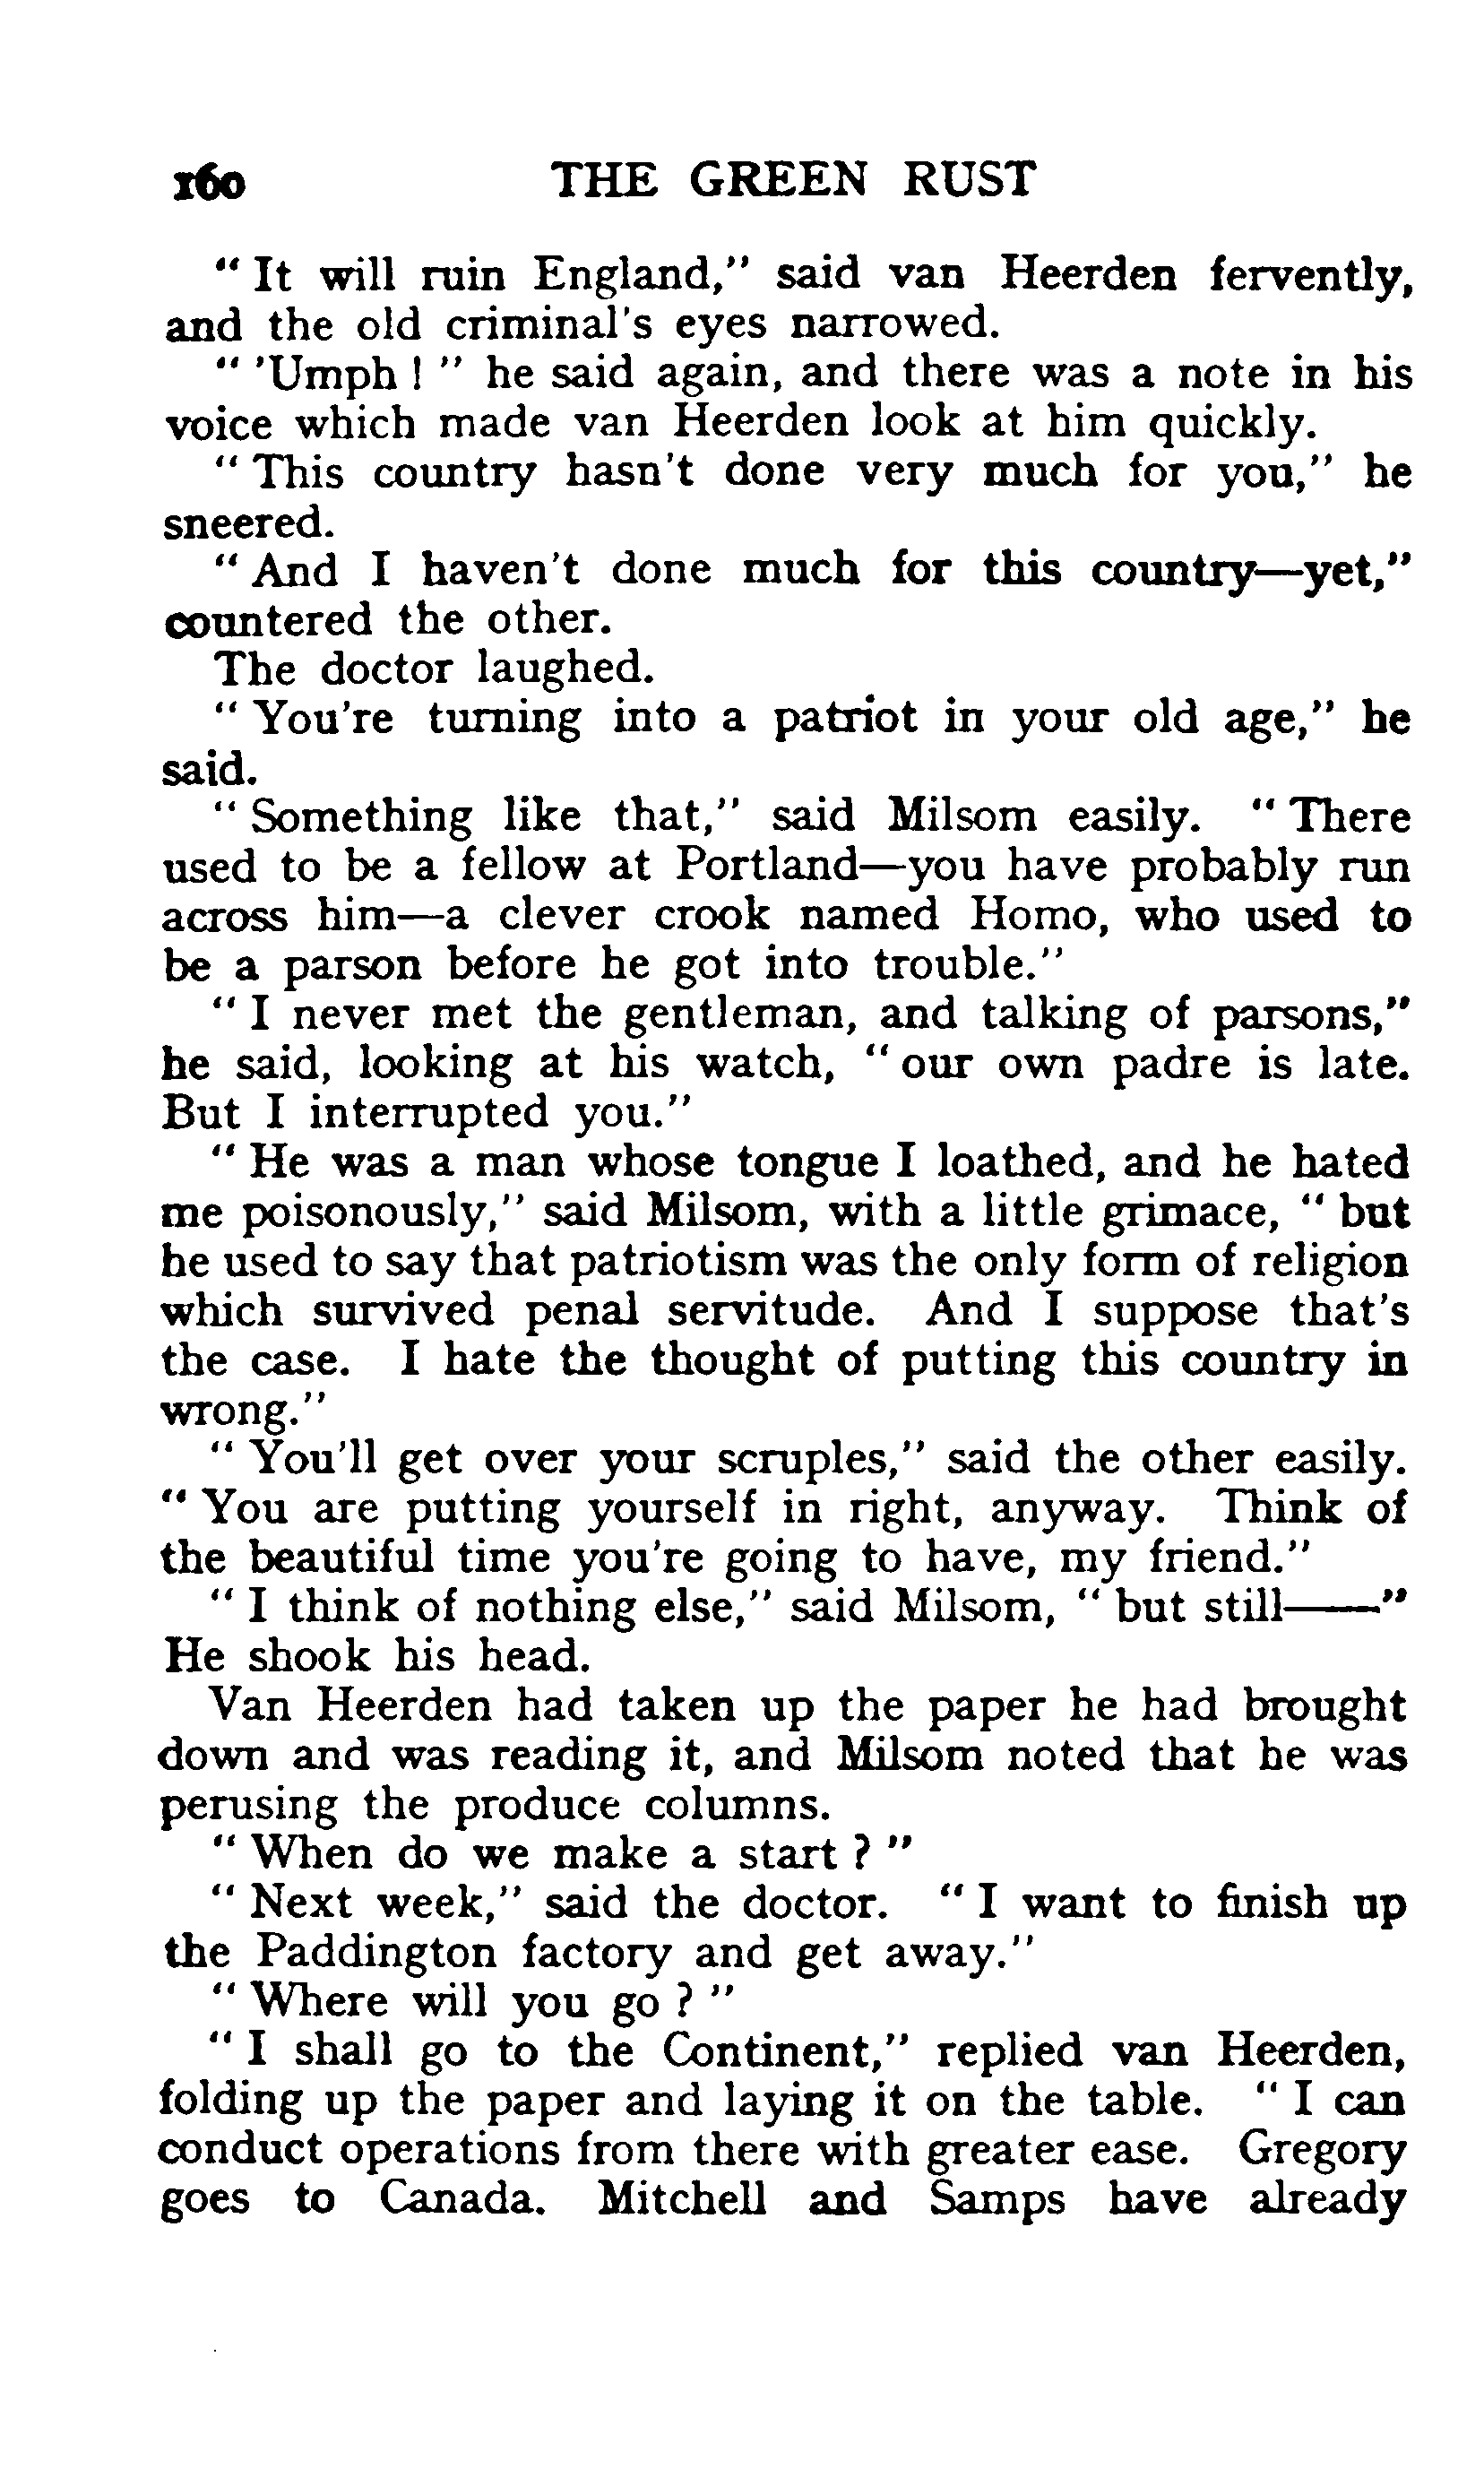 160 THE GREEN RUST
" It will ruin England," said van Heerden fervently,
and the old criminal's eyes narrowed.
" 'Umph ! " he said again, and there was a note in his
voice which made van Heerden look at him quickly.
" This country hasn't done very much for you," he
sneered.
" And I haven't done much for this country—yet,"
countered the other.
The doctor laughed.
" You're turning into a patriot in your old age," he
said.
" Something like that," said Milsom easily. " There
used to be a fellow at Portland—you have probably run
across him—a clever crook named Homo, who used to
be a parson before he got into trouble."
" I never met the gentleman, and talking of parsons,"
he said, looking at his watch, " our own padre is late.
But I interrupted you."
" He was a man whose tongue I loathed, and he hated
me poisonously," said Milsom, with a little grimace, " but
he used to say that patriotism was the only form of religion
which survived penal servitude. And I suppose that's
the case. I hate the thought of putting this country in
wrong."
" You'll get over your scruples," said the other easily.
" You are putting yourself in right, anyway. Think of
the beautiful time you're going to have, my friend."
" I think of nothing else," said Milsom, " but still——"
He shook his head.
Van Heerden had taken up the paper he had brought
down and was reading it, and Milsom noted that he was
perusing the produce columns.
" When do we make a start ? "
" Next week," said the doctor. " I want to finish up
the Paddington factory and get away."
" Where will you go ? "
" I shall go to the Continent," replied van Heerden,
folding up the paper and laying it on the table. " I can
conduct operations from there with greater ease. Gregory
goes to Canada. Mitchell and Samps have already